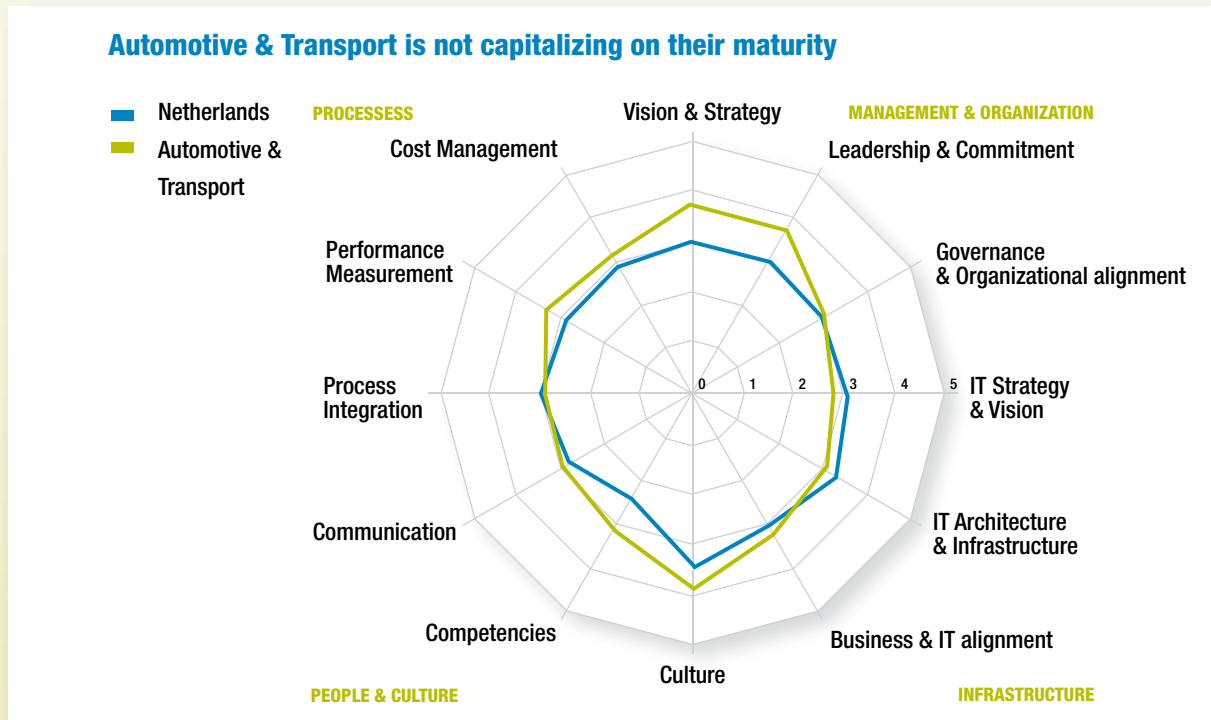 Automotive & Transport is not capitalizing on their maturity
Netherlands
Automotive &
Transport
PROCESSESS
MANAGEMENT & ORGANIZATION
Vision & Strategy
Leadership & Commitment
Governance
& Organizational alignment
IT Strategy
& Vision
IT Architecture
& Infrastructure
Business & IT alignment
Culture
Competencies
Communication
Process
Integration
Performance
Measurement
Cost Management
0 1 2 3 4 5
PEOPLE & CULTURE
INFRASTRUCTURE